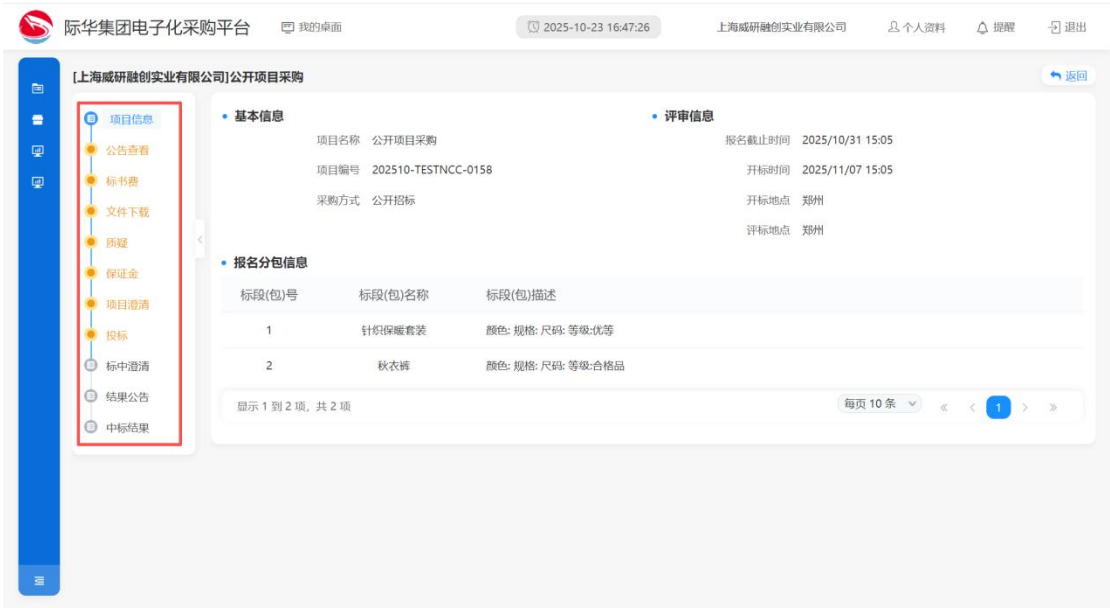 际华集团电子化采购平台 我的桌面 2025-10-23 16:47:26 上海威研融创实业有限公司 个人资料 提醒 退出
[上海威研融创实业有限公司]公开项目采购 返回
项目信息
公告查看
标书费
文件下载
质疑
保证金
项目澄清
投标
标中澄清
结果公告
中标结果
基本信息
项目名称 公开项目采购
项目编号 202510-TESTNCC-0158
采购方式 公开招标
评审信息
报名截止时间 2025/10/31 15:05
开标时间 2025/11/07 15:05
开标地点 郑州
评标地点 郑州
报名分包信息
标段(包)号 标段(包)名称 标段(包)描述
1 针织保暖套装 颜色: 规格: 尺码: 等级:优等
2 秋衣裤 颜色: 规格: 尺码: 等级:合格品
显示 1 到 2 项, 共 2 项 每页 10 条 « < 1 > »